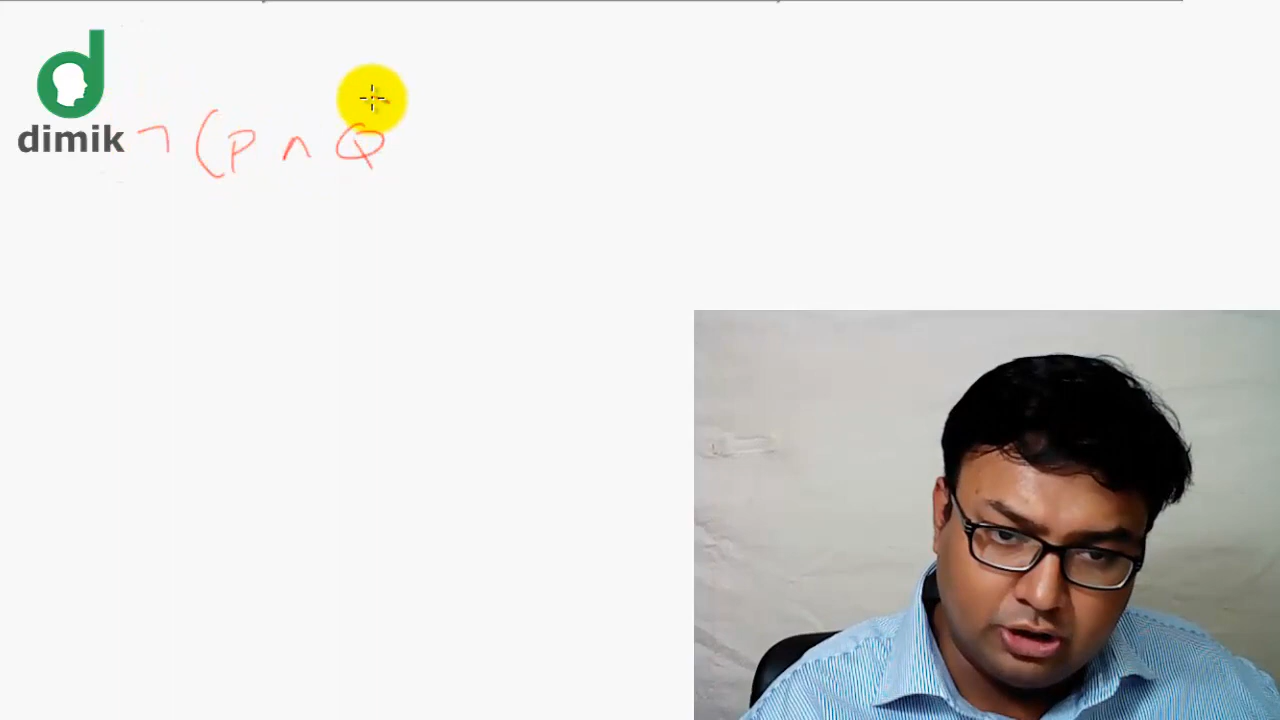 dimik
¬ (P ∧ Q